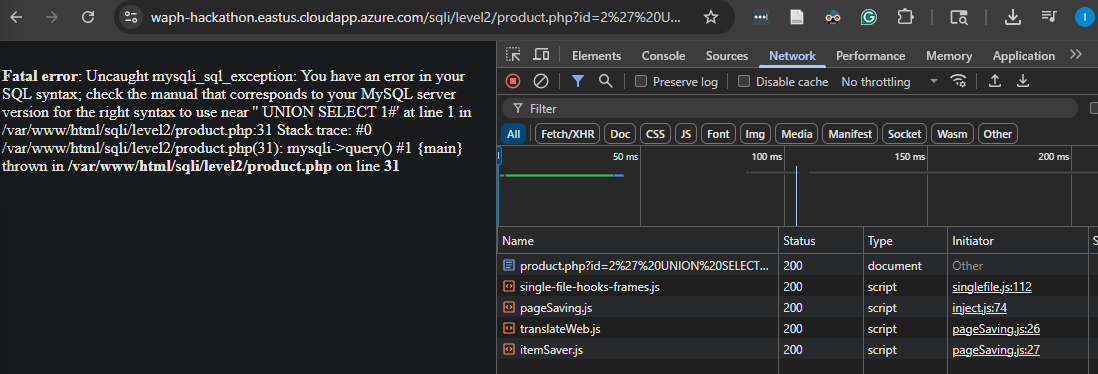 waph-hackathon.eastus.cloudapp.azure.com/sqli/level2/product.php?id=2%27%20U...
I
Fatal error: Uncaught mysqli_sql_exception: You have an error in your
SQL syntax; check the manual that corresponds to your MySQL server
version for the right syntax to use near '' UNION SELECT 1#' at line 1 in
/var/www/html/sqli/level2/product.php:31 Stack trace: #0
/var/www/html/sqli/level2/product.php(31): mysqli->query() #1 {main}
thrown in /var/www/html/sqli/level2/product.php on line 31
Elements Console Sources Network Performance Memory Application
Preserve log Disable cache No throttling
Filter
All Fetch/XHR Doc CSS JS Font Img Media Manifest Socket Wasm Other
50 ms 100 ms 150 ms 200 ms
Name Status Type Initiator S
product.php?id=2%27%20UNION%20SELECT... 200 document Other
single-file-hooks-frames.js 200 script singlefile.js:112
pageSaving.js 200 script inject.js:74
translateWeb.js 200 script pageSaving.js:26
itemSaver.js 200 script pageSaving.js:27